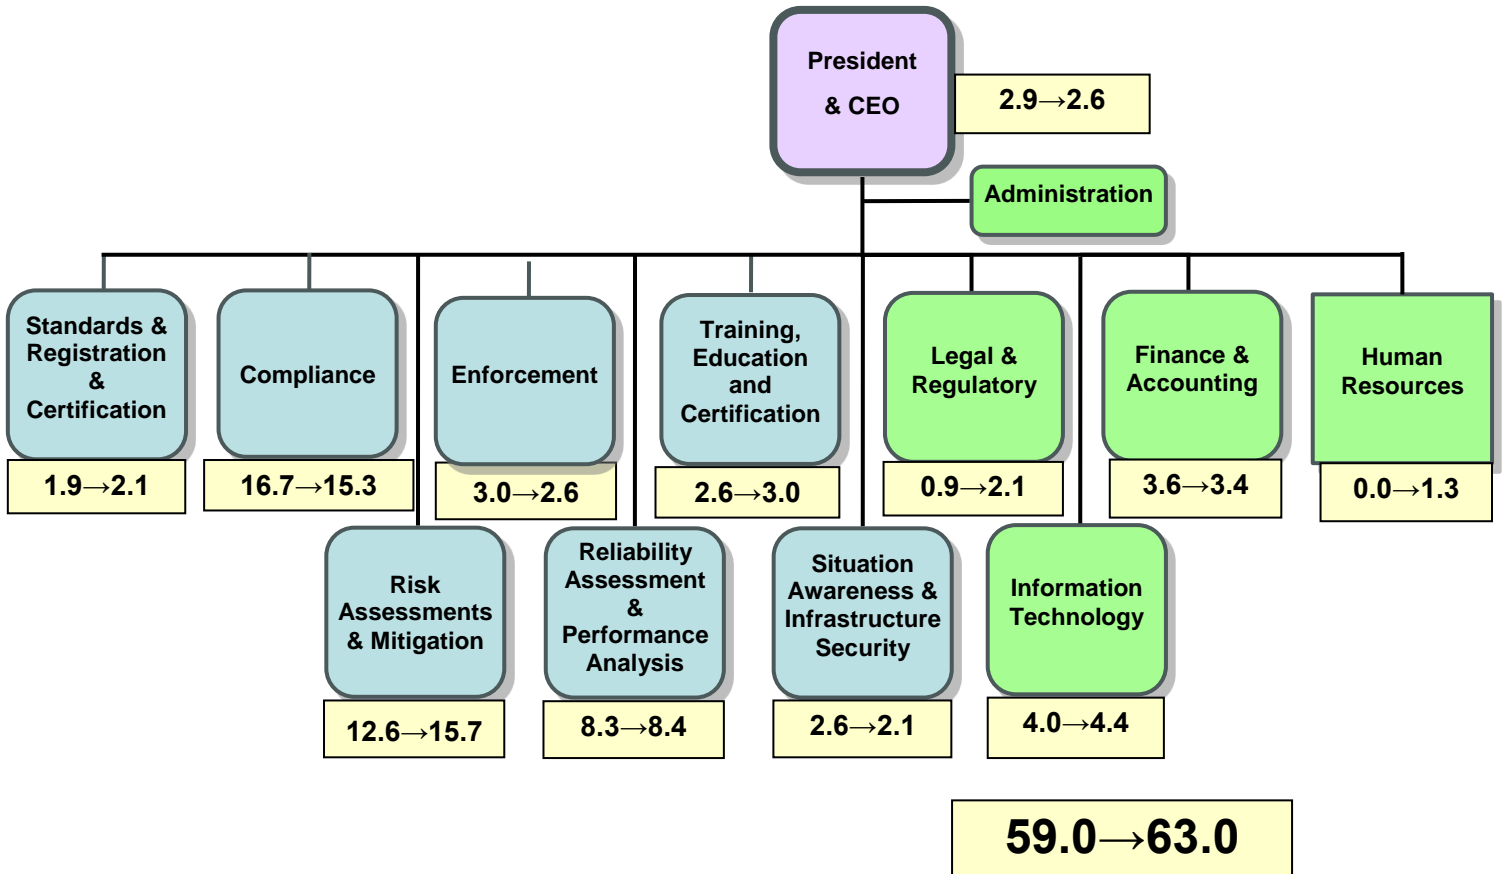 President
& CEO
2.9→2.6
Administration
Standards &
Registration
&
Certification
1.9→2.1
Compliance
16.7→15.3
Enforcement
3.0→2.6
Training,
Education
and
Certification
2.6→3.0
Legal &
Regulatory
0.9→2.1
Finance &
Accounting
3.6→3.4
Human
Resources
0.0→1.3
Risk
Assessments
& Mitigation
12.6→15.7
Reliability
Assessment
&
Performance
Analysis
8.3→8.4
Situation
Awareness &
Infrastructure
Security
2.6→2.1
Information
Technology
4.0→4.4
59.0→63.0